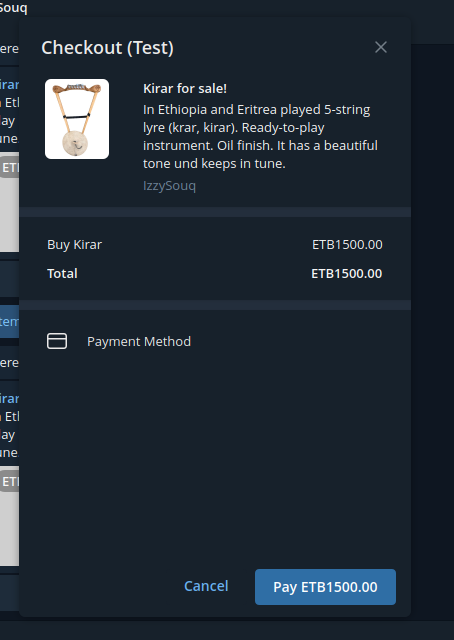 Souq
Checkout (Test)
Kirar for sale!
In Ethiopia and Eritrea played 5-string
lyre (krar, kirar). Ready-to-play
instrument. Oil finish. It has a beautiful
tone und keeps in tune.
IzzySouq
Buy Kirar ETB1500.00
Total ETB1500.00
Payment Method
Cancel Pay ETB1500.00